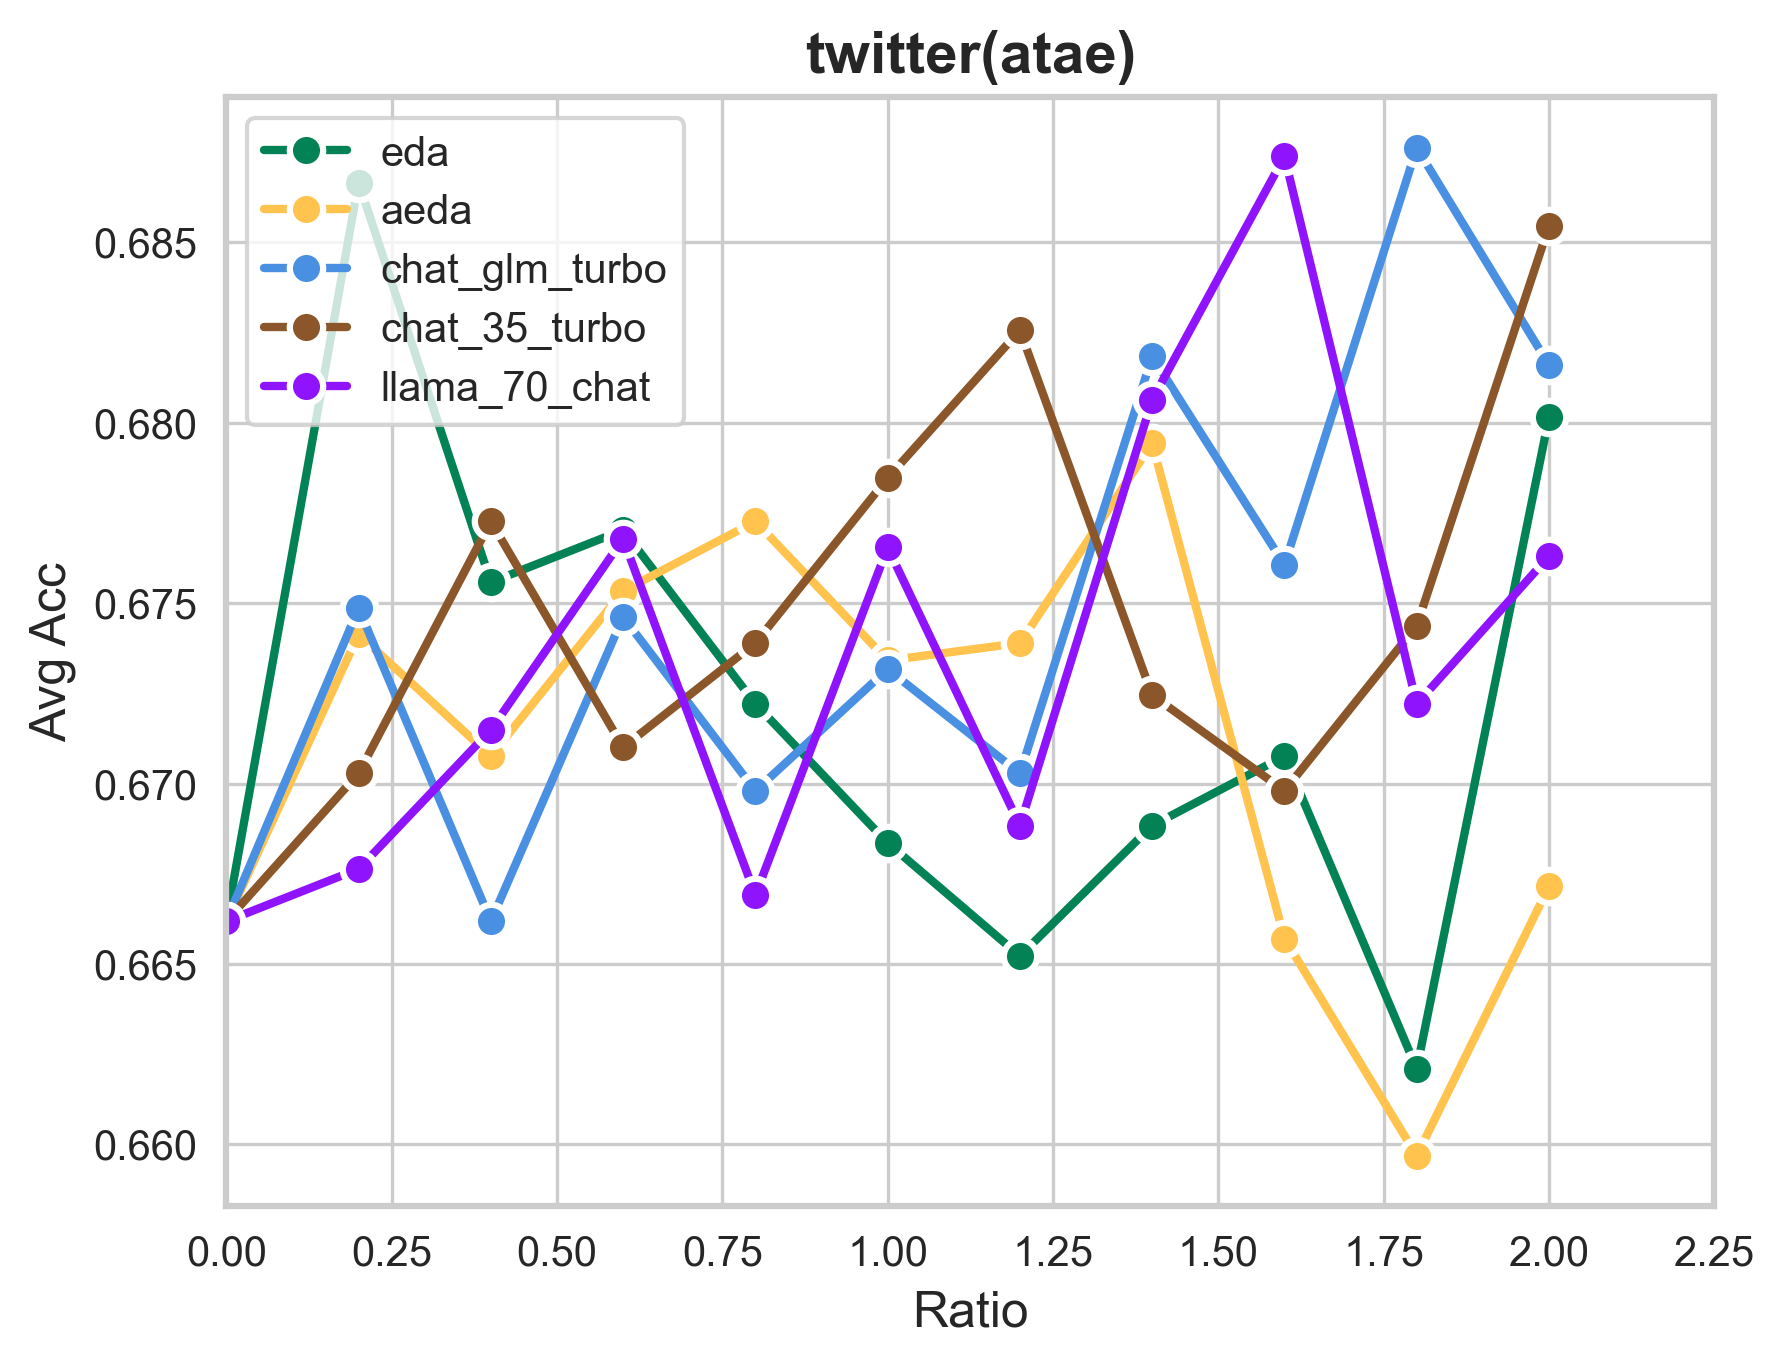 twitter(atae)
eda
aeda
chat_glm_turbo
chat_35_turbo
llama_70_chat
Avg Acc
0.685
0.680
0.675
0.670
0.665
0.660
0.00 0.25 0.50 0.75 1.00 1.25 1.50 1.75 2.00 2.25
Ratio